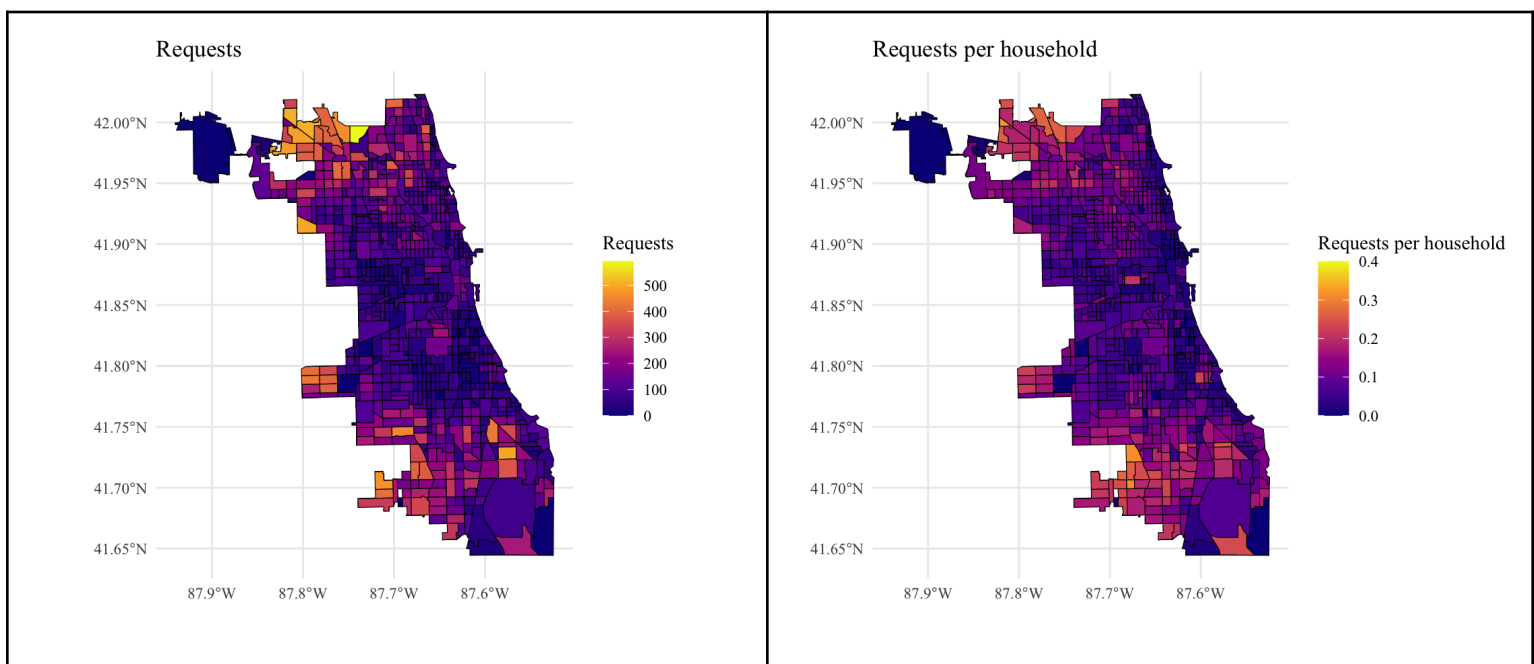 Requests
42.00°N
41.95°N
41.90°N
41.85°N
41.80°N
41.75°N
41.70°N
41.65°N
87.9°W 87.8°W 87.7°W 87.6°W
Requests
500
400
300
200
100
0
Requests per household
42.00°N
41.95°N
41.90°N
41.85°N
41.80°N
41.75°N
41.70°N
41.65°N
87.9°W 87.8°W 87.7°W 87.6°W
Requests per household
0.4
0.3
0.2
0.1
0.0